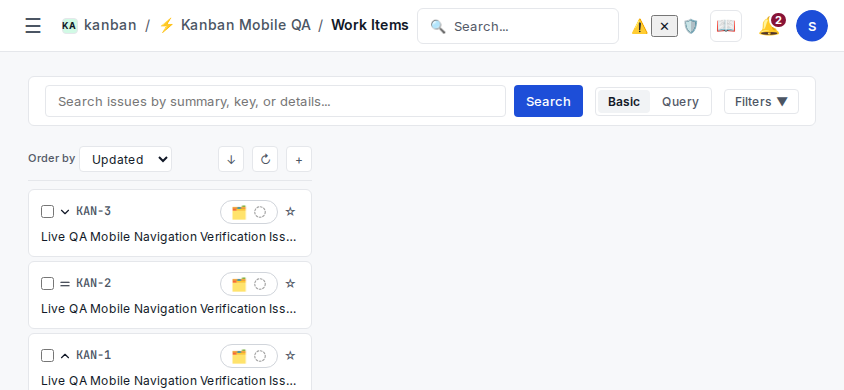 KA kanban / Kanban Mobile QA / Work Items
Search...
2
S
Search issues by summary, key, or details...
Search
Basic
Query
Filters ▼
Order by
Updated
KAN-3
Live QA Mobile Navigation Verification Iss...
KAN-2
Live QA Mobile Navigation Verification Iss...
KAN-1
Live QA Mobile Navigation Verification Iss...